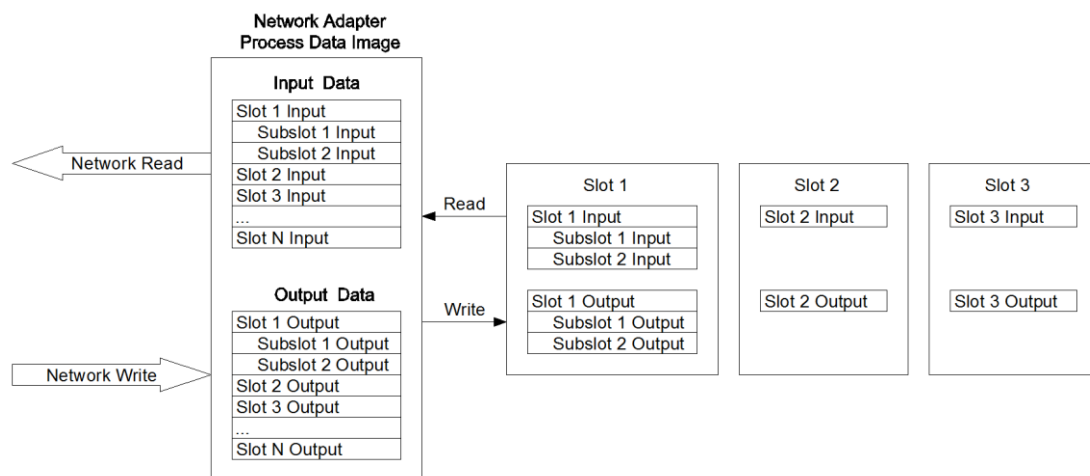 Network Adapter
Process Data Image
Input Data
Slot 1 Input
Subslot 1 Input
Subslot 2 Input
Slot 2 Input
Slot 3 Input
...
Slot N Input
Output Data
Slot 1 Output
Subslot 1 Output
Subslot 2 Output
Slot 2 Output
Slot 3 Output
...
Slot N Output
Network Read
Network Write
Read
Write
Slot 1
Slot 1 Input
Subslot 1 Input
Subslot 2 Input
Slot 1 Output
Subslot 1 Output
Subslot 2 Output
Slot 2
Slot 2 Input
Slot 2 Output
Slot 3
Slot 3 Input
Slot 3 Output